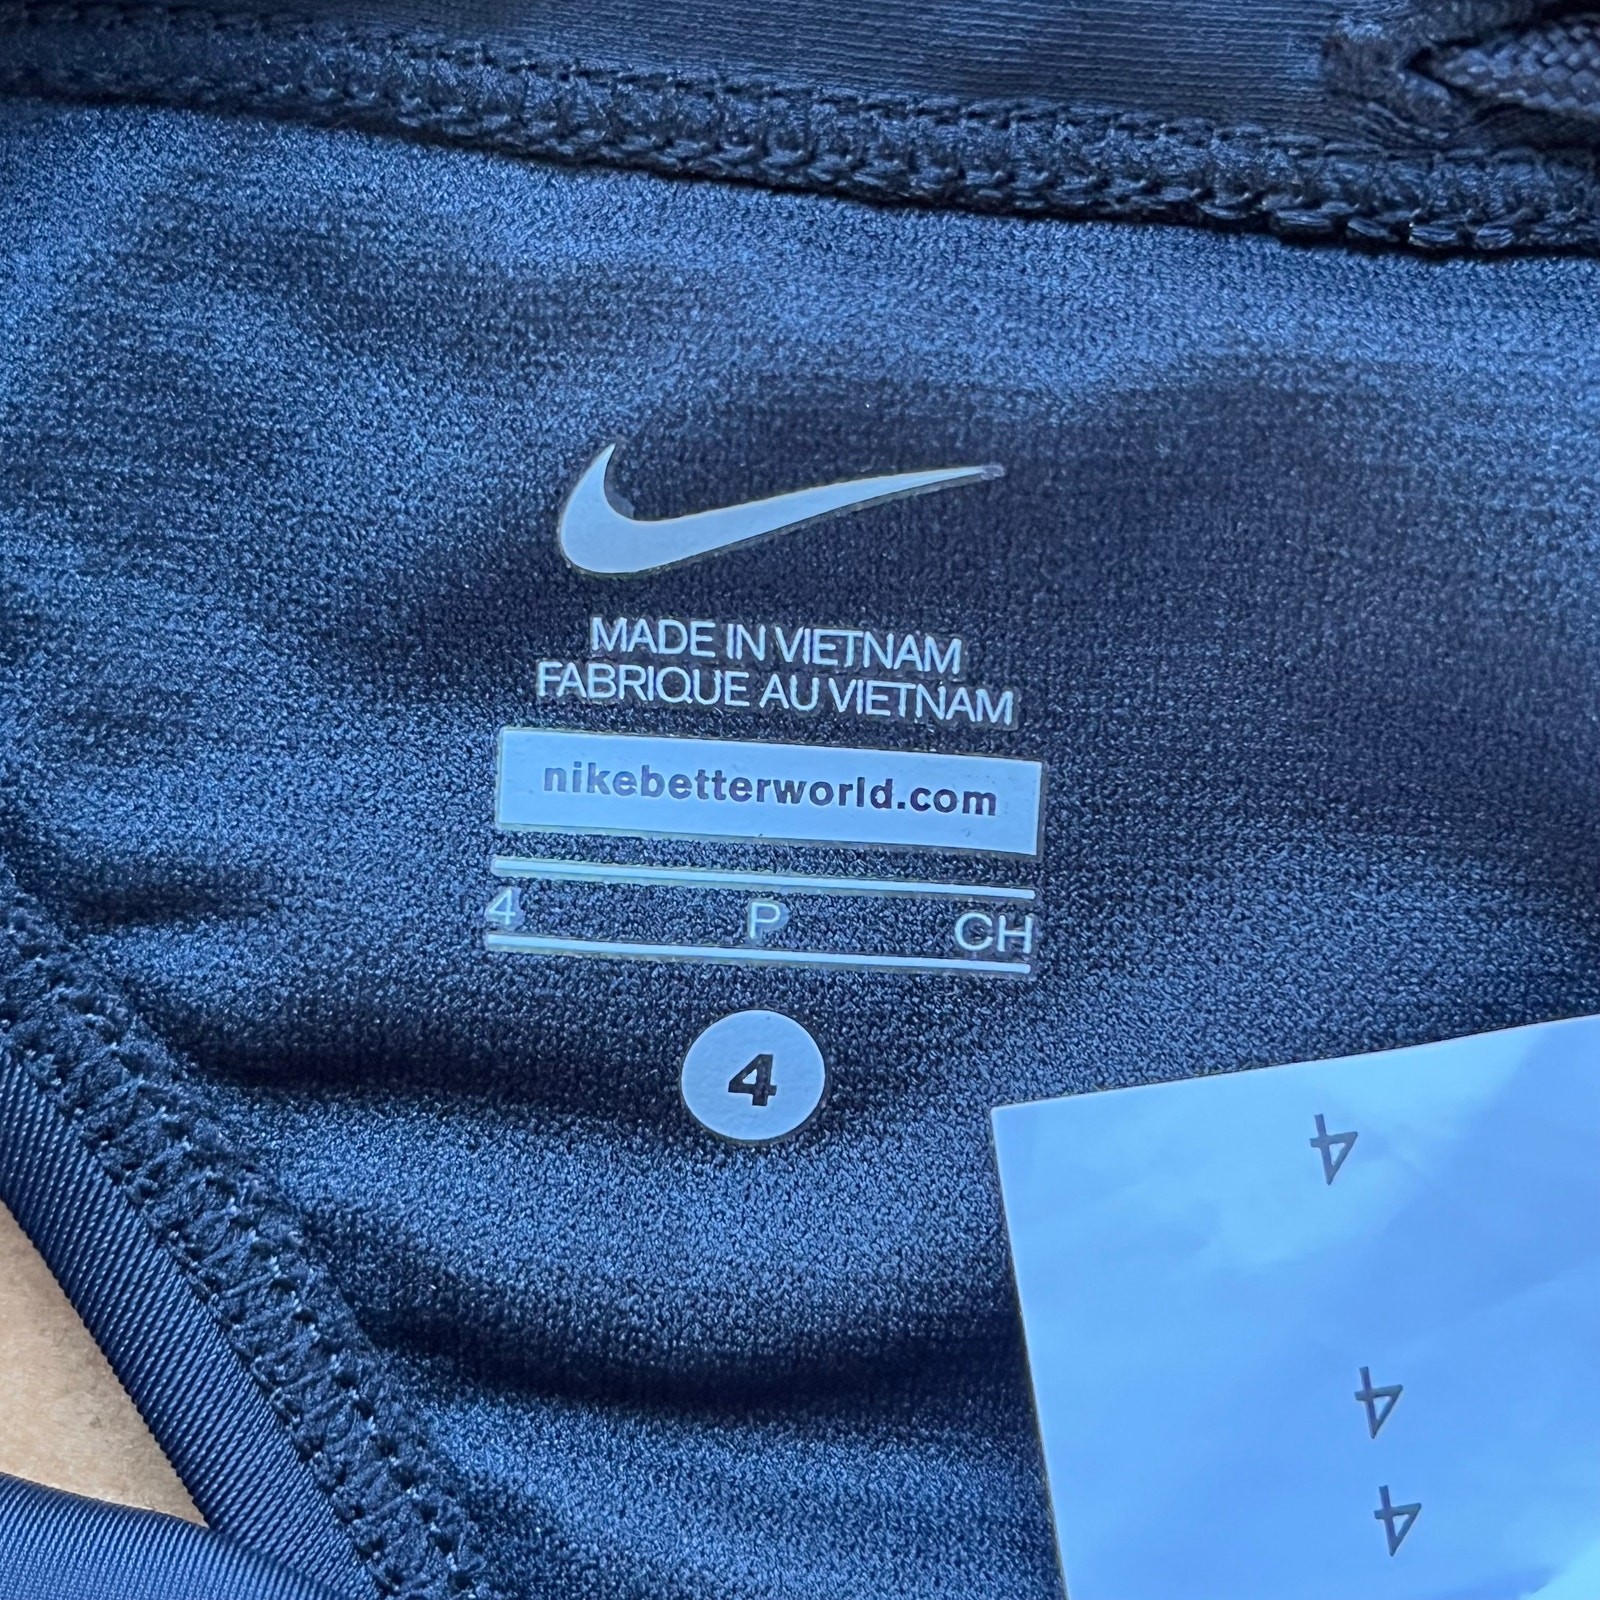 MADE IN VIETNAM
FABRIQUE AU VIETNAM
nikebetterworld.com
4 P CH
4
4
4
4